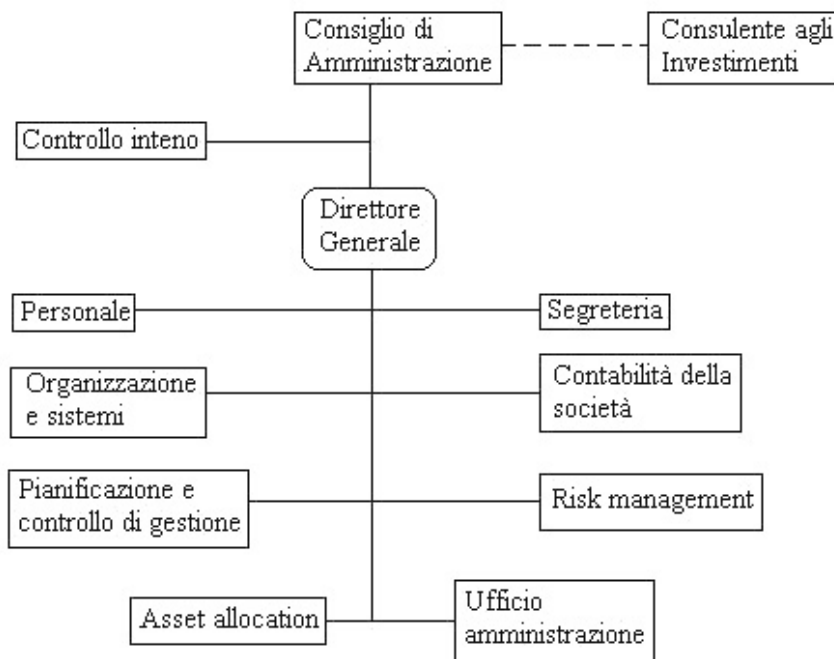 Consiglio di
Amministrazione
Consulente agli
Investimenti
Controllo inteno
Direttore
Generale
Personale
Segreteria
Organizzazione
e sistemi
Contabilità della
società
Pianificazione e
controllo di gestione
Risk management
Asset allocation
Ufficio
amministrazione